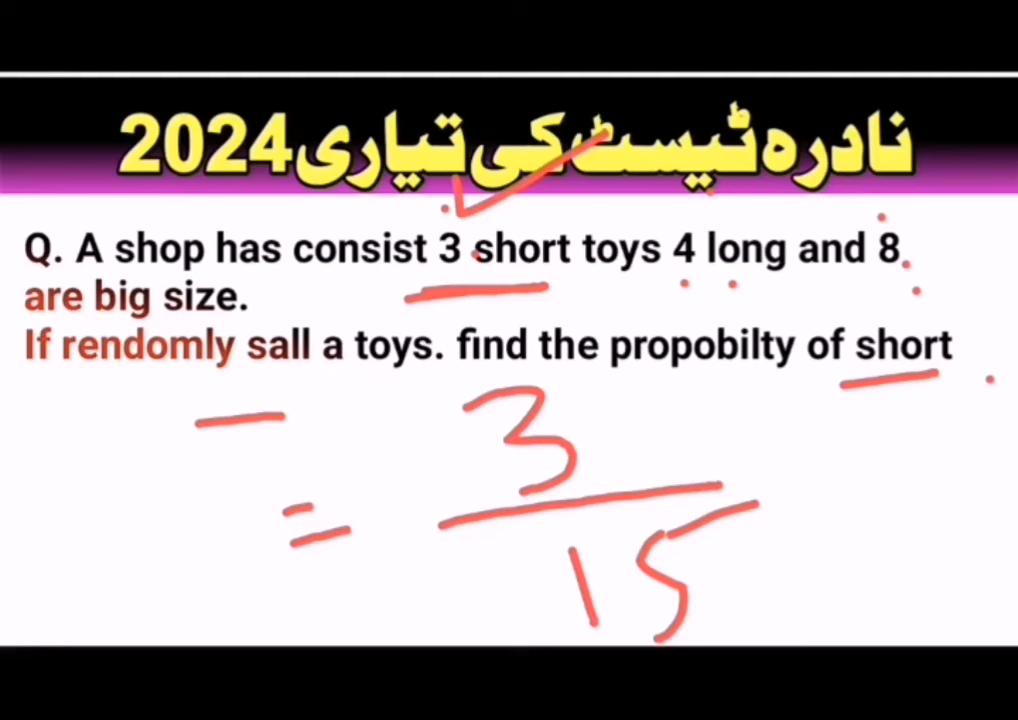 نادرہ ٹیسٹ کی تیاری 2024
Q. A shop has consist 3 short toys 4 long and 8
are big size.
If rendomly sall a toys. find the propobilty of short
= 3
15